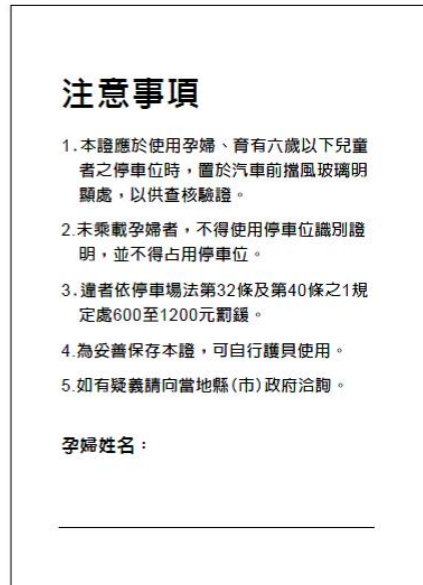 注意事項
1.本證應於使用孕婦、育有六歲以下兒童
者之停車位時，置於汽車前擋風玻璃明
顯處，以供查核驗證。
2.未乘載孕婦者，不得使用停車位識別證
明，並不得占用停車位。
3.違者依停車場法第32條及第40條之1規
定處600至1200元罰鍰。
4.為妥善保存本證，可自行護貝使用。
5.如有疑義請向當地縣(市)政府洽詢。
孕婦姓名：